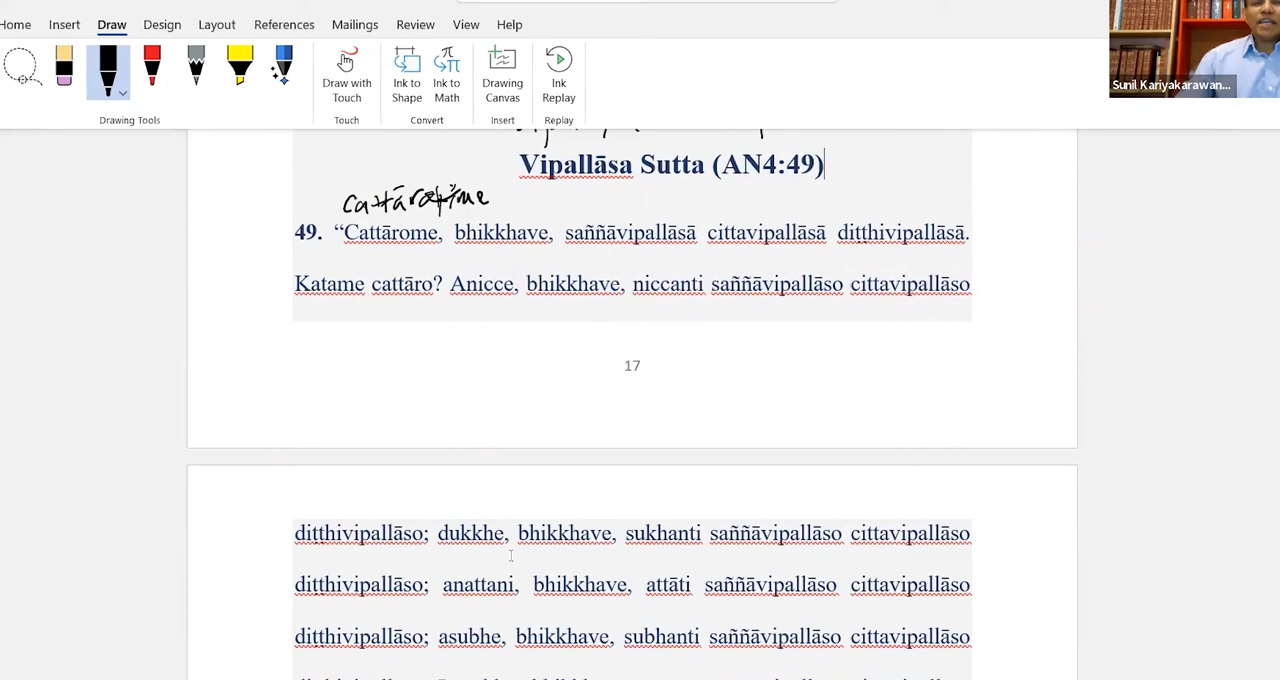 Home Insert Draw Design Layout References Mailings Review View Help
Draw with Touch
Ink to Shape
Ink to Math
Drawing Canvas
Ink Replay
Drawing Tools Touch Convert Insert Replay
Sunil Kariyakarawan...
Vipallāsa Sutta (AN4:49)
49. “Cattārome, bhikkhave, saññāvipallāsā cittavipallāsā diṭṭhivipallāsā.
Katame cattāro? Anicce, bhikkhave, niccanti saññāvipallāso cittavipallāso
17
diṭṭhivipallāso; dukkhe, bhikkhave, sukhanti saññāvipallāso cittavipallāso
diṭṭhivipallāso; anattani, bhikkhave, attāti saññāvipallāso cittavipallāso
diṭṭhivipallāso; asubhe, bhikkhave, subhanti saññāvipallāso cittavipallāso